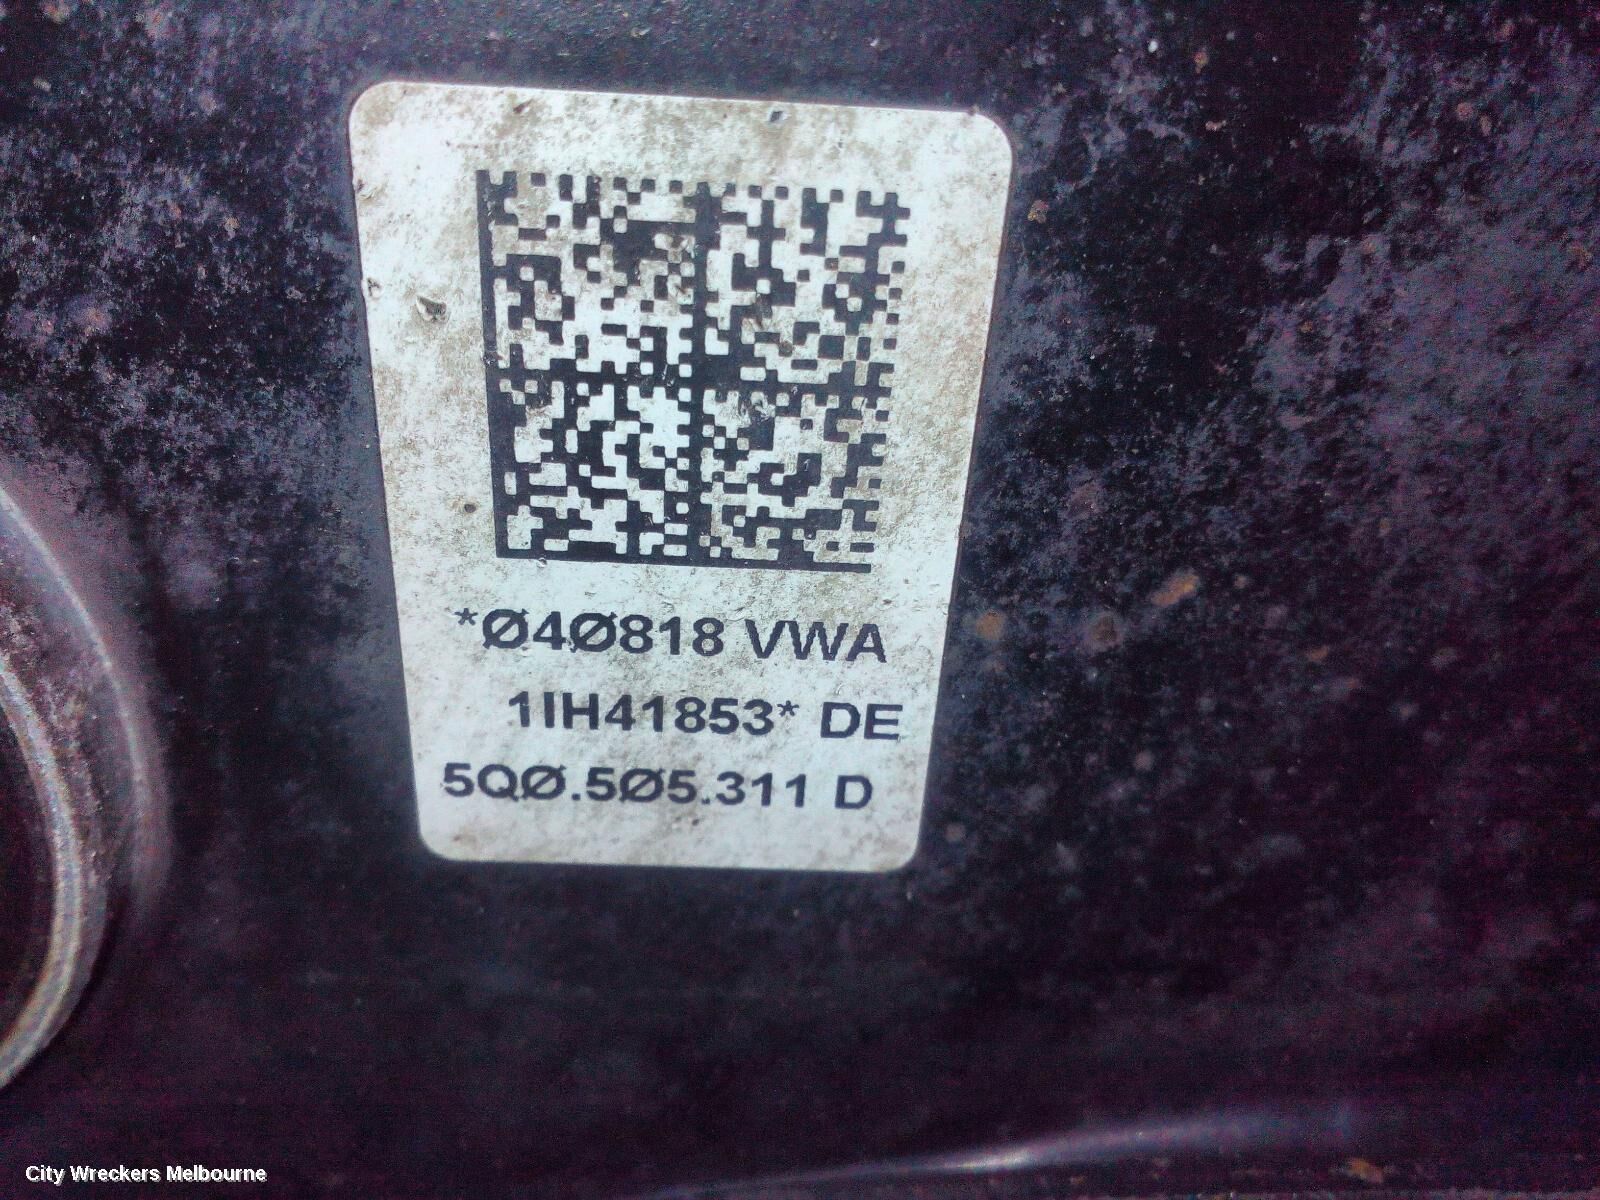 *Ø4Ø818 VWA
1IH41853* DE
5QØ.5Ø5.311 D
City Wreckers Melbourne